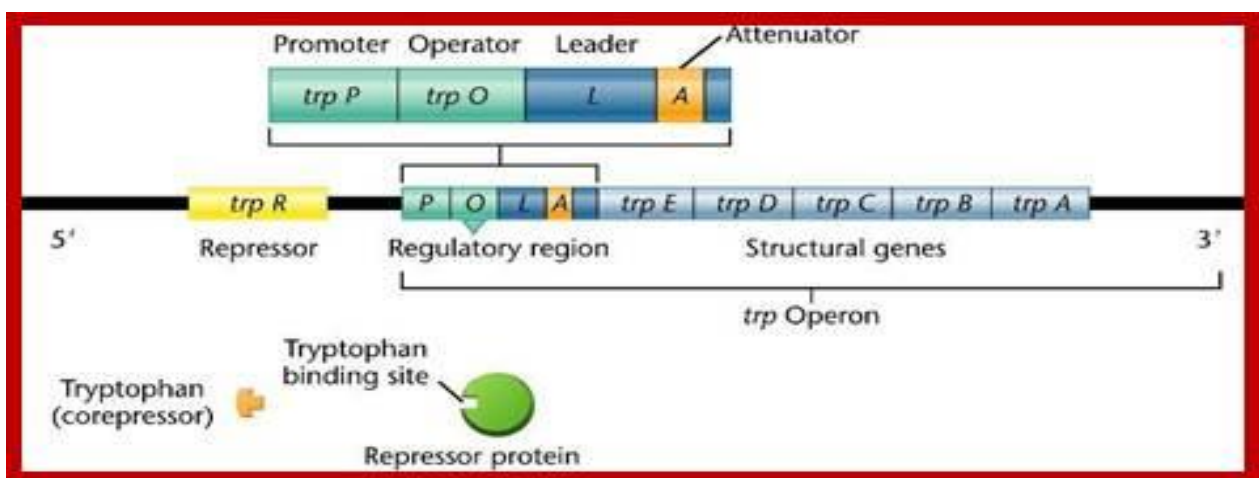 Promoter Operator Leader Attenuator
trp P trp O L A
trp R P O L A trp E trp D trp C trp B trp A
5′ Repressor Regulatory region Structural genes 3′
trp Operon
Tryptophan
binding site
Tryptophan
(corepressor)
Repressor protein